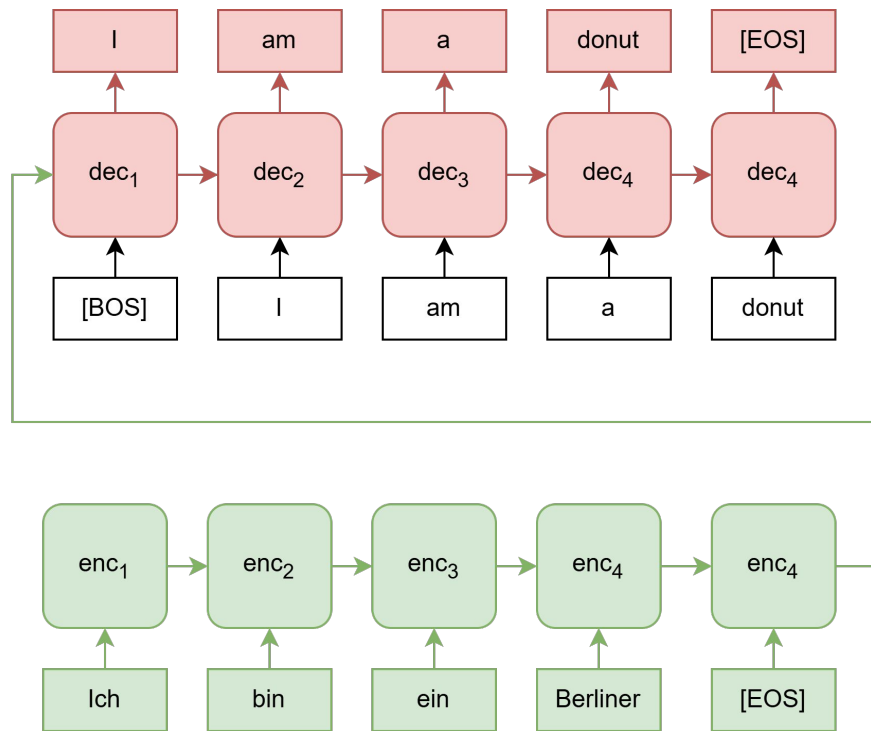 I am a donut [EOS]
dec₁ dec₂ dec₃ dec₄ dec₄
[BOS] I am a donut
enc₁ enc₂ enc₃ enc₄ enc₄
Ich bin ein Berliner [EOS]